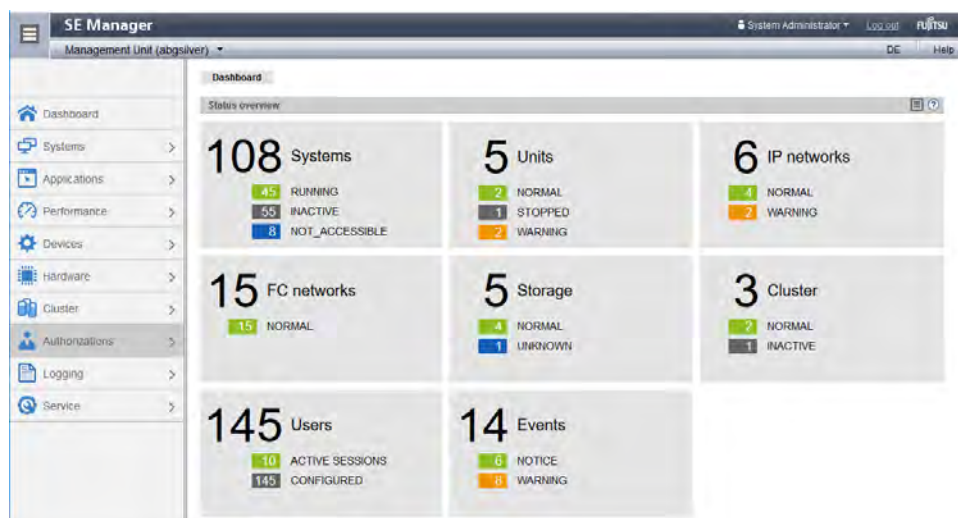 SE Manager
System Administrator
Log out
FUJITSU
Management Unit (abgsilver)
DE
Help
Dashboard
Status overview
Dashboard
Systems
Applications
Performance
Devices
Hardware
Cluster
Authorizations
Logging
Service
108 Systems
45 RUNNING
55 INACTIVE
8 NOT_ACCESSIBLE
5 Units
2 NORMAL
1 STOPPED
2 WARNING
6 IP networks
4 NORMAL
2 WARNING
15 FC networks
15 NORMAL
5 Storage
4 NORMAL
1 UNKNOWN
3 Cluster
2 NORMAL
1 INACTIVE
145 Users
10 ACTIVE SESSIONS
145 CONFIGURED
14 Events
6 NOTICE
8 WARNING